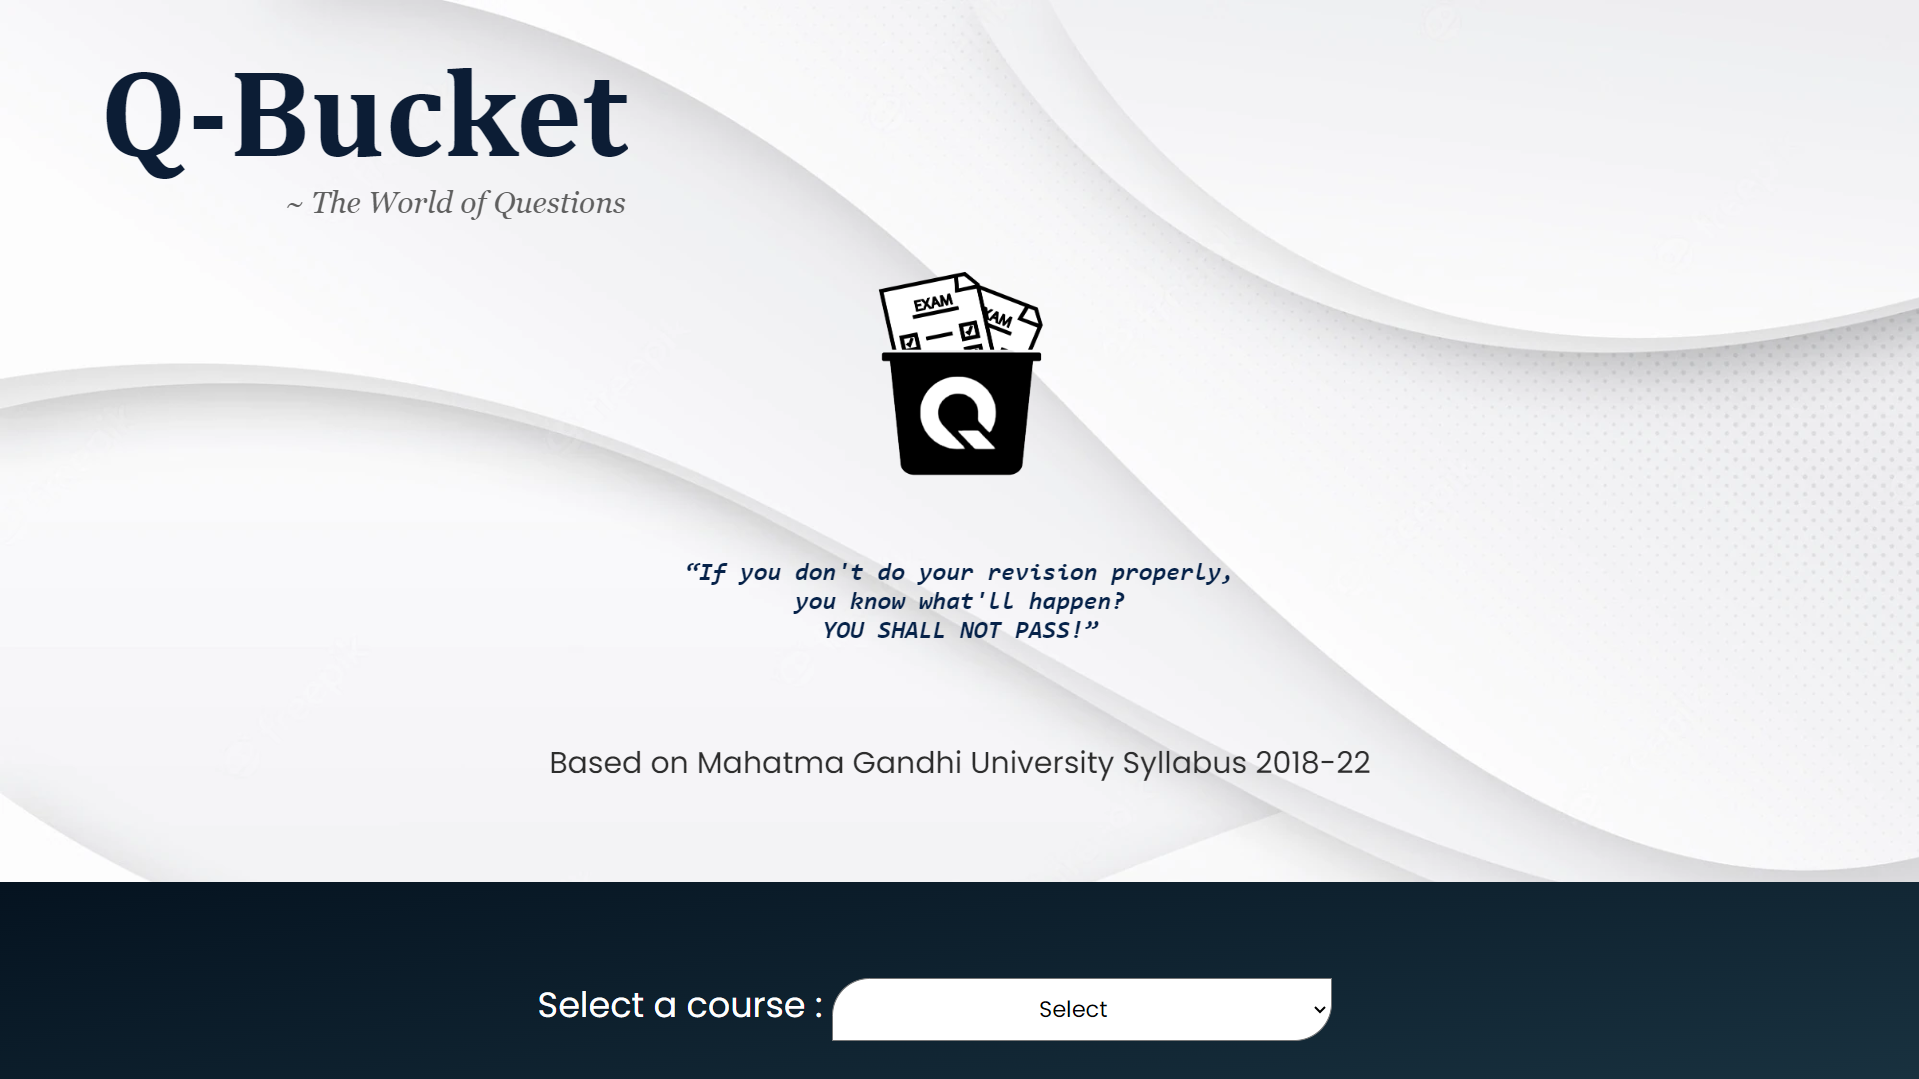 Q-Bucket
~ The World of Questions
EXAM
XAM
Q
“If you don't do your revision properly,
you know what'll happen?
YOU SHALL NOT PASS!”
Based on Mahatma Gandhi University Syllabus 2018-22
Select a course : Select